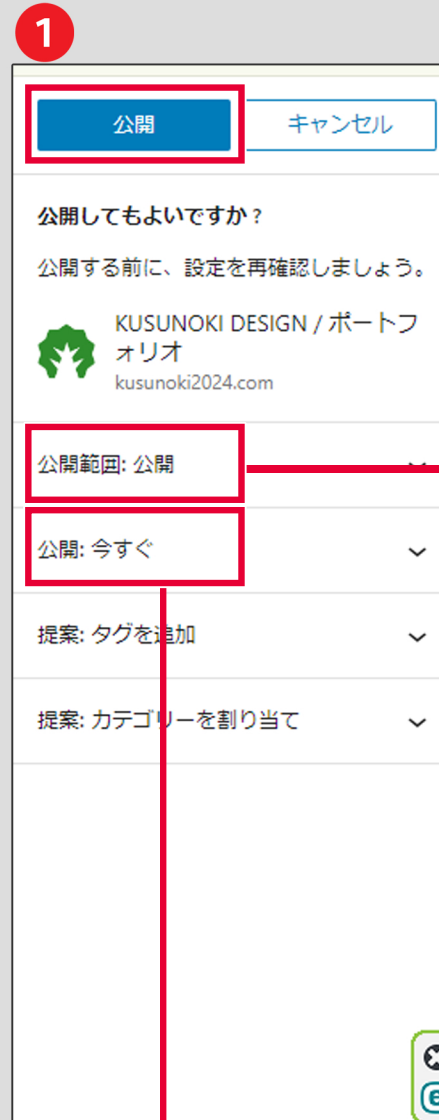 1
公開 キャンセル
公開してもよいですか？
公開する前に、設定を再確認しましょう。
KUSUNOKI DESIGN / ポートフ
ォリオ
kusunoki2024.com
公開範囲: 公開
公開: 今すぐ
提案: タグを追加
提案: カテゴリーを割り当て